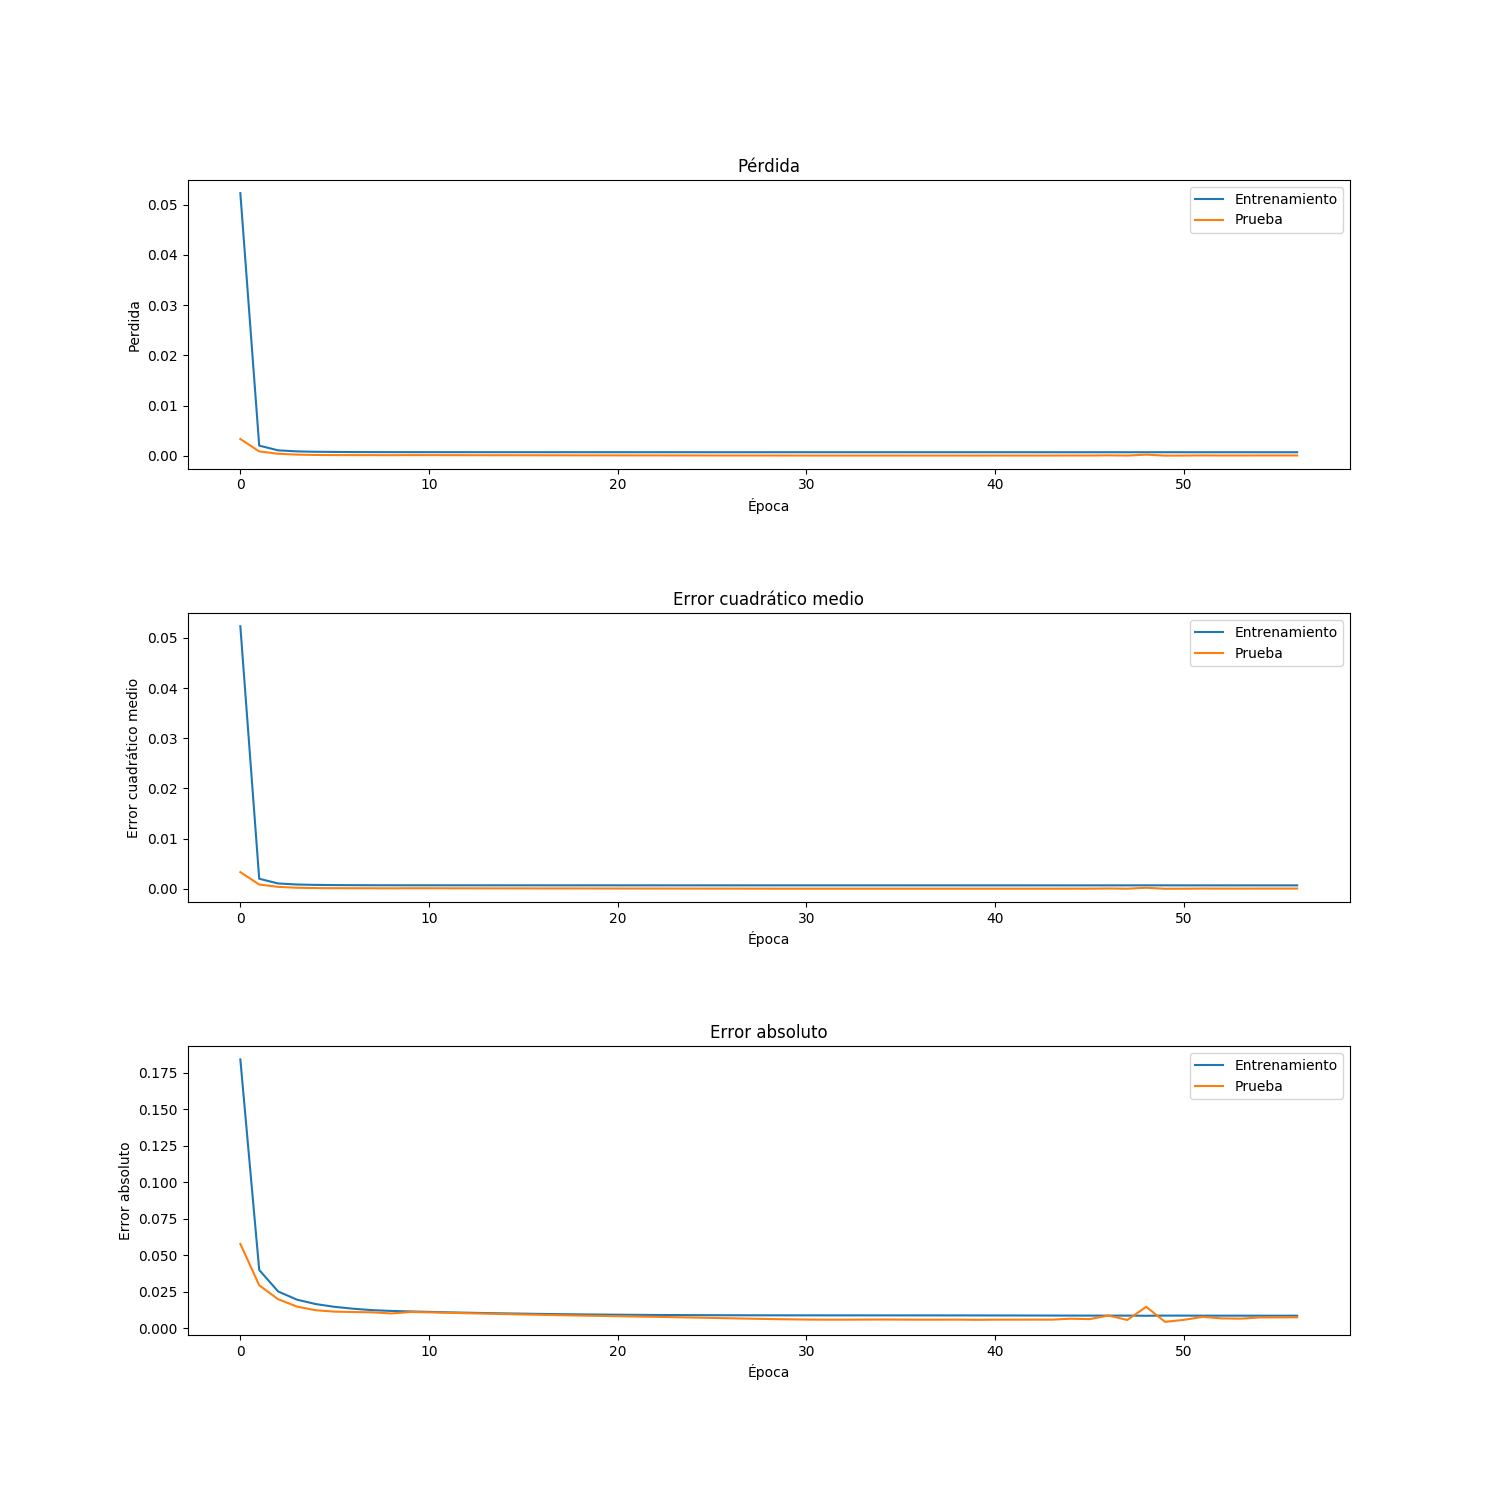 Pérdida
Entrenamiento
Prueba
0.05
0.04
0.03
0.02
0.01
0.00
Perdida
0 10 20 30 40 50
Época
Error cuadrático medio
Entrenamiento
Prueba
0.05
0.04
0.03
0.02
0.01
0.00
Error cuadrático medio
0 10 20 30 40 50
Época
Error absoluto
Entrenamiento
Prueba
0.175
0.150
0.125
0.100
0.075
0.050
0.025
0.000
Error absoluto
0 10 20 30 40 50
Época